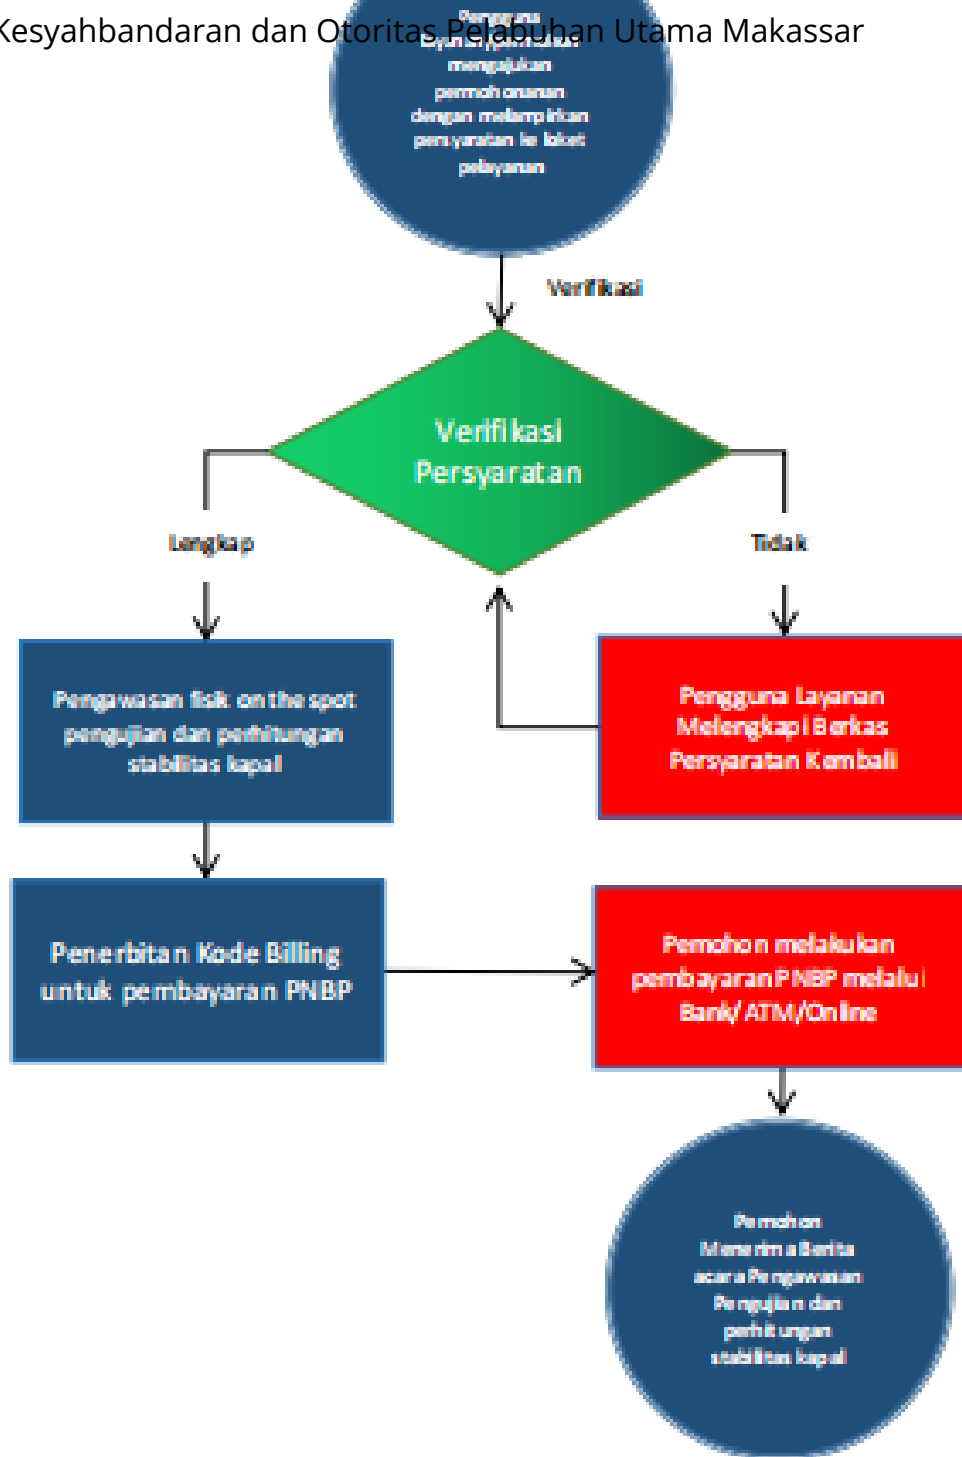 Kesyahbandaran dan Otoritas Pelabuhan Utama Makassar
Pengguna
mengajukan
permohonanan
dengan melampirkan
persyaratan ke loket
pelayanan
Verifikasi
Verifikasi
Persyaratan
Lengkap
Tidak
Pengawasan fisik on the spot
pengujian dan perhitungan
stabilitas kapal
Pengguna Layanan
Melengkapi Berkas
Persyaratan Kembali
Penerbitan Kode Billing
untuk pembayaran PNBP
Pemohon melakukan
pembayaran PNBP melalui
Bank/ATM/Online
Pemohon
Menerima Berita
acara Pengawasan
Pengujian dan
perhitungan
stabilitas kapal